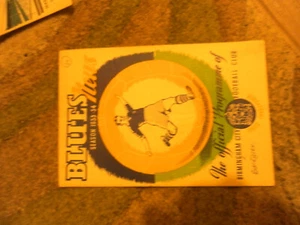 BLUES
News
SEASON 1955-56
The official Programme of
BIRMINGHAM CITY FOOTBALL CLUB